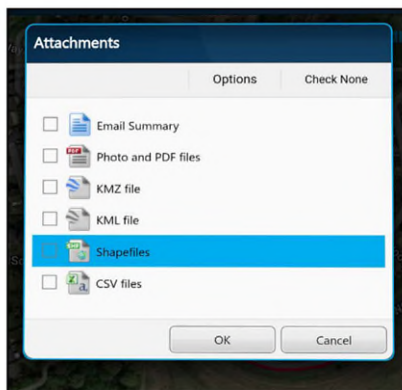 Attachments
Options Check None
Email Summary
Photo and PDF files
KMZ file
KML file
Shapefiles
CSV files
OK Cancel